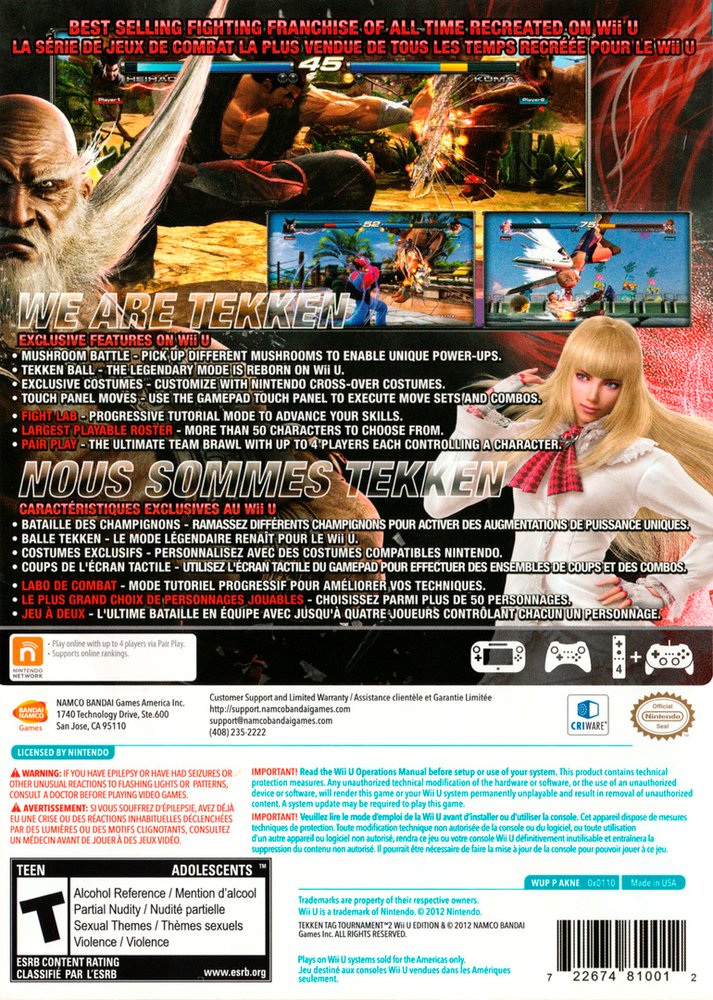 BEST SELLING FIGHTING FRANCHISE OF ALL TIME RECREATED ON Wii U
LA SÉRIE DE JEUX DE COMBAT LA PLUS VENDUE DE TOUS LES TEMPS RECRÉÉE POUR LE Wii U
45
HEIHACHI
KUMA
Player1
Player2
52
75
WE ARE TEKKEN
EXCLUSIVE FEATURES ON Wii U
• MUSHROOM BATTLE - PICK UP DIFFERENT MUSHROOMS TO ENABLE UNIQUE POWER-UPS.
• TEKKEN BALL - THE LEGENDARY MODE IS REBORN ON Wii U.
• EXCLUSIVE COSTUMES - CUSTOMIZE WITH NINTENDO CROSS-OVER COSTUMES.
• TOUCH PANEL MOVES - USE THE GAMEPAD TOUCH PANEL TO EXECUTE MOVE SETS AND COMBOS.
• FIGHT LAB - PROGRESSIVE TUTORIAL MODE TO ADVANCE YOUR SKILLS.
• LARGEST PLAYABLE ROSTER - MORE THAN 50 CHARACTERS TO CHOOSE FROM.
• PAIR PLAY - THE ULTIMATE TEAM BRAWL WITH UP TO 4 PLAYERS EACH CONTROLLING A CHARACTER.
NOUS SOMMES TEKKEN
CARACTÉRISTIQUES EXCLUSIVES AU Wii U
• BATAILLE DES CHAMPIGNONS - RAMASSEZ DIFFÉRENTS CHAMPIGNONS POUR ACTIVER DES AUGMENTATIONS DE PUISSANCE UNIQUES.
• BALLE TEKKEN - LE MODE LÉGENDAIRE RENAÎT POUR LE Wii U.
• COSTUMES EXCLUSIFS - PERSONNALISEZ AVEC DES COSTUMES COMPATIBLES NINTENDO.
• COUPS DE L'ÉCRAN TACTILE - UTILISEZ L'ÉCRAN TACTILE DU GAMEPAD POUR EFFECTUER DES ENSEMBLES DE COUPS ET DES COMBOS.
• LABO DE COMBAT - MODE TUTORIEL PROGRESSIF POUR AMÉLIORER VOS TECHNIQUES.
• LE PLUS GRAND CHOIX DE PERSONNAGES JOUABLES - CHOISISSEZ PARMI PLUS DE 50 PERSONNAGES.
• JEU À DEUX - L'ULTIME BATAILLE EN ÉQUIPE AVEC JUSQU'À QUATRE JOUEURS CONTRÔLANT CHACUN UN PERSONNAGE.
n
NINTENDO
NETWORK
• Play online with up to 4 players via Pair Play.
• Supports online rankings.
+
BANDAI
NAMCO
Games
NAMCO BANDAI Games America Inc.
1740 Technology Drive, Ste.600
San Jose, CA 95110
Customer Support and Limited Warranty / Assistance clientèle et Garantie Limitée
http://support.namcobandaigames.com
support@namcobandaigames.com
(408) 235-2222
CRIWARE™
Official
Nintendo
Seal
LICENSED BY NINTENDO
WARNING: IF YOU HAVE EPILEPSY OR HAVE HAD SEIZURES OR
OTHER UNUSUAL REACTIONS TO FLASHING LIGHTS OR PATTERNS,
CONSULT A DOCTOR BEFORE PLAYING VIDEO GAMES.
AVERTISSEMENT: SI VOUS SOUFFREZ D'ÉPILEPSIE, AVEZ DÉJÀ
EU UNE CRISE OU DES RÉACTIONS INHABITUELLES DÉCLENCHÉES
PAR DES LUMIÈRES OU DES MOTIFS CLIGNOTANTS, CONSULTEZ
UN MÉDECIN AVANT DE JOUER À DES JEUX VIDÉO.
IMPORTANT! Read the Wii U Operations Manual before setup or use of your system. This product contains technical
protection measures. Any unauthorized technical modification of the hardware or software, or the use of an unauthorized
device or software, will render this game or your Wii U system permanently unplayable and result in removal of unauthorized
content. A system update may be required to play this game.
IMPORTANT! Veuillez lire le mode d'emploi de la Wii U avant d'installer ou d'utiliser la console. Cet appareil dispose de mesures
techniques de protection. Toute modification technique non autorisée de la console ou du logiciel, ou toute utilisation
d'un autre appareil ou logiciel non autorisé, rendra ce jeu ou votre console Wii U définitivement inutilisable et entraînera la
suppression du contenu non autorisé. Il pourrait être nécessaire de faire la mise à jour de la console pour pouvoir jouer à ce jeu.
TEEN ADOLESCENTS ™
T
Alcohol Reference / Mention d'alcool
Partial Nudity / Nudité partielle
Sexual Themes / Thèmes sexuels
Violence / Violence
ESRB CONTENT RATING
CLASSIFIÉ PAR L'ESRB www.esrb.org
WUP P AKNE 0x0110 Made in USA
Trademarks are property of their respective owners.
Wii U is a trademark of Nintendo. © 2012 Nintendo.
TEKKEN TAG TOURNAMENT™2 Wii U EDITION & © 2012 NAMCO BANDAI
Games Inc. ALL RIGHTS RESERVED.
Plays on Wii U systems sold for the Americas only.
Jeu destiné aux consoles Wii U vendues dans les Amériques
seulement.
7 22674 81001 2